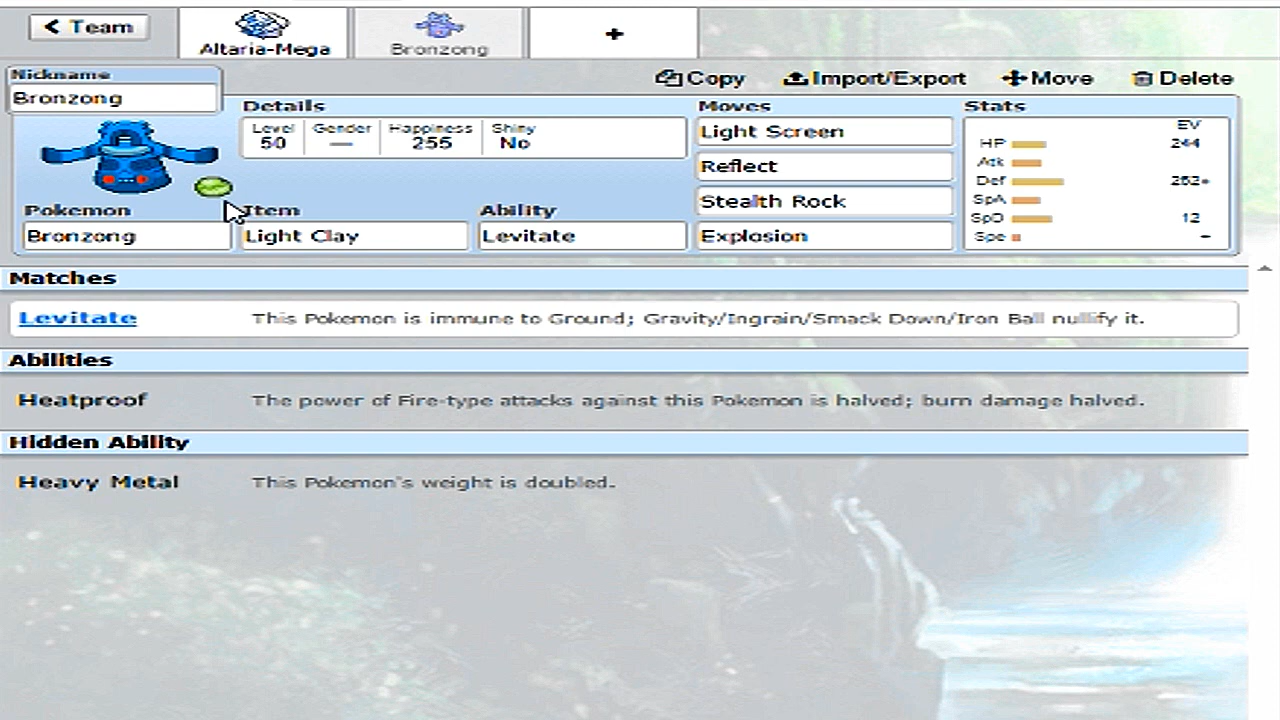 Team
Altaria-Mega
Bronzong
+
Nickname
Bronzong
Copy Import/Export Move Delete
Details
Level Gender Happiness Shiny
50 — 255 No
Pokemon Item Ability
Bronzong Light Clay Levitate
Moves
Light Screen
Reflect
Stealth Rock
Explosion
Stats
EV
HP 244
Atk
Def 252+
SpA
SpD 12
Spe -
Matches
Levitate This Pokemon is immune to Ground; Gravity/Ingrain/Smack Down/Iron Ball nullify it.
Abilities
Heatproof The power of Fire-type attacks against this Pokemon is halved; burn damage halved.
Hidden Ability
Heavy Metal This Pokemon's weight is doubled.